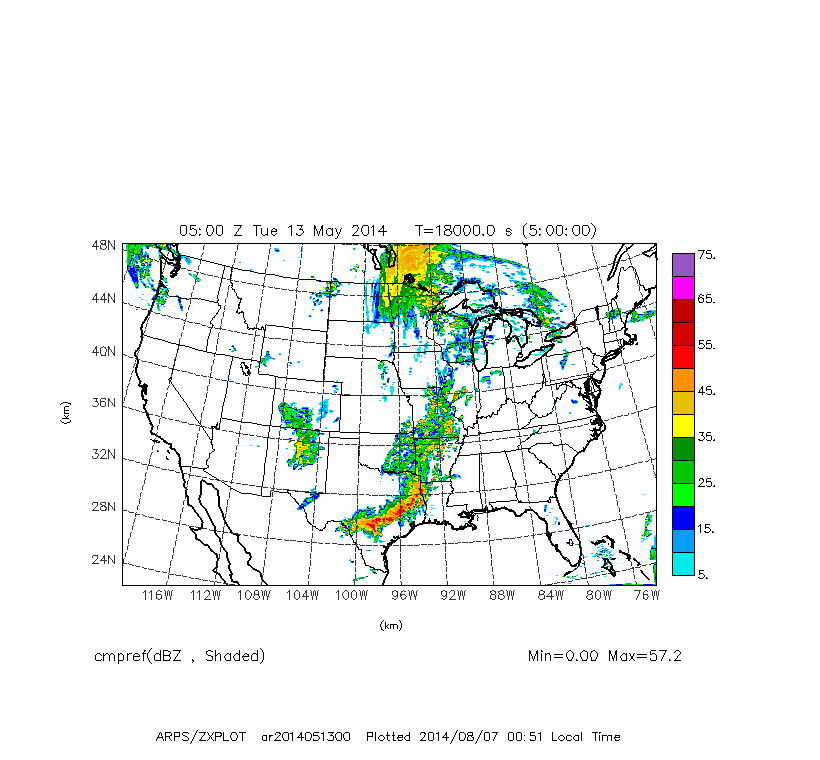 05:00 Z Tue 13 May 2014 T=18000.0 s (5:00:00)
48N
44N
40N
36N
32N
28N
24N
(km)
75.
65.
55.
45.
35.
25.
15.
5.
116W 112W 108W 104W 100W 96W 92W 88W 84W 80W 76W
(km)
cmpref(dBZ , Shaded) Min=0.00 Max=57.2
ARPS/ZXPLOT ar2014051300 Plotted 2014/08/07 00:51 Local Time